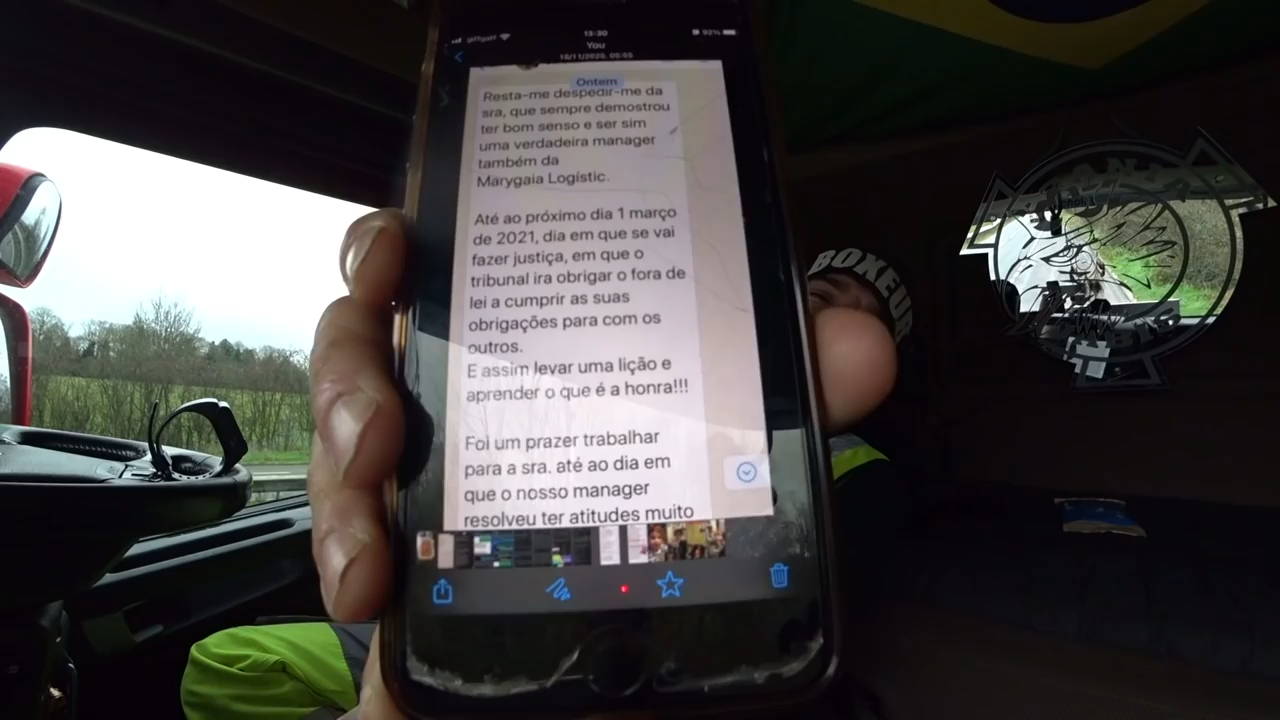 giffgaff
13:30
92%
You
Ontem
Resta-me despedir-me da
sra, que sempre demostrou
ter bom senso e ser sim
uma verdadeira manager
também da
Marygaia Logístic.
Até ao próximo dia 1 março
de 2021, dia em que se vai
fazer justiça, em que o
tribunal ira obrigar o fora de
lei a cumprir as suas
obrigações para com os
outros.
E assim levar uma lição e
aprender o que é a honra!!!
Foi um prazer trabalhar
para a sra. até ao dia em
que o nosso manager
resolveu ter atitudes muito
BOXEUR